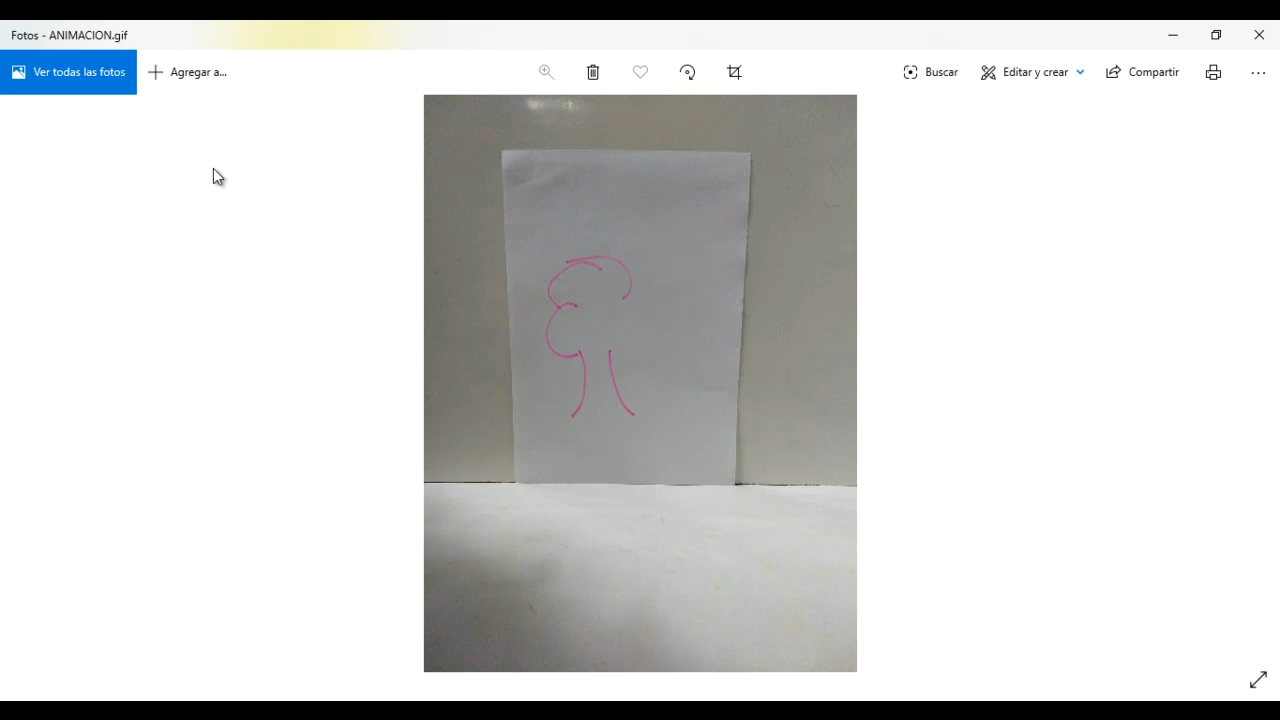 Fotos - ANIMACION.gif
Ver todas las fotos
Agregar a...
Buscar
Editar y crear
Compartir